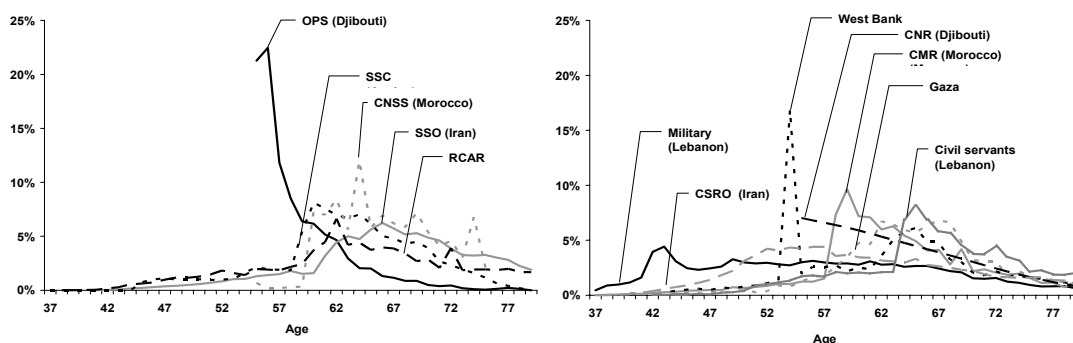 25%
20%
15%
10%
5%
0%
OPS (Djibouti)
SSC
CNSS (Morocco)
SSO (Iran)
RCAR
37 42 47 52 57 62 67 72 77
Age
25%
20%
15%
10%
5%
0%
West Bank
CNR (Djibouti)
CMR (Morocco)
Gaza
Military
(Lebanon)
CSRO (Iran)
Civil servants
(Lebanon)
37 42 47 52 57 62 67 72 77
Age